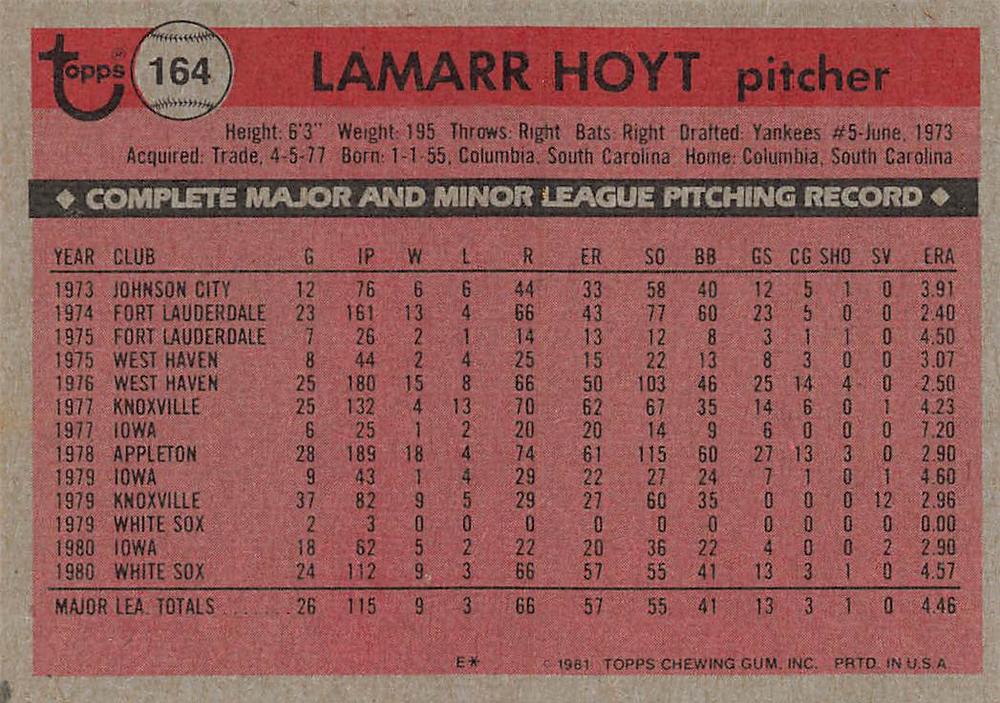 topps® 164 LAMARR HOYT pitcher
Height: 6'3" Weight: 195 Throws: Right Bats: Right Drafted: Yankees #5-June, 1973
Acquired: Trade, 4-5-77 Born: 1-1-55, Columbia, South Carolina Home: Columbia, South Carolina
◆ COMPLETE MAJOR AND MINOR LEAGUE PITCHING RECORD ◆
YEAR CLUB G IP W L R ER SO BB GS CG SHO SV ERA
1973 JOHNSON CITY 12 76 6 6 44 33 58 40 12 5 1 0 3.91
1974 FORT LAUDERDALE 23 161 13 4 66 43 77 60 23 5 0 0 2.40
1975 FORT LAUDERDALE 7 26 2 1 14 13 12 8 3 1 1 0 4.50
1975 WEST HAVEN 8 44 2 4 25 15 22 13 8 3 0 0 3.07
1976 WEST HAVEN 25 180 15 8 66 50 103 46 25 14 4 0 2.50
1977 KNOXVILLE 25 132 4 13 70 62 67 35 14 6 0 1 4.23
1977 IOWA 6 25 1 2 20 20 14 9 6 0 0 0 7.20
1978 APPLETON 28 189 18 4 74 61 115 60 27 13 3 0 2.90
1979 IOWA 9 43 1 4 29 22 27 24 7 1 0 1 4.60
1979 KNOXVILLE 37 82 9 5 29 27 60 35 0 0 0 12 2.96
1979 WHITE SOX 2 3 0 0 0 0 0 0 0 0 0 0 0.00
1980 IOWA 18 62 5 2 22 20 36 22 4 0 0 2 2.90
1980 WHITE SOX 24 112 9 3 66 57 55 41 13 3 1 0 4.57
MAJOR LEA. TOTALS........26 115 9 3 66 57 55 41 13 3 1 0 4.46
E* © 1981 TOPPS CHEWING GUM, INC. PRTD. IN U.S.A.